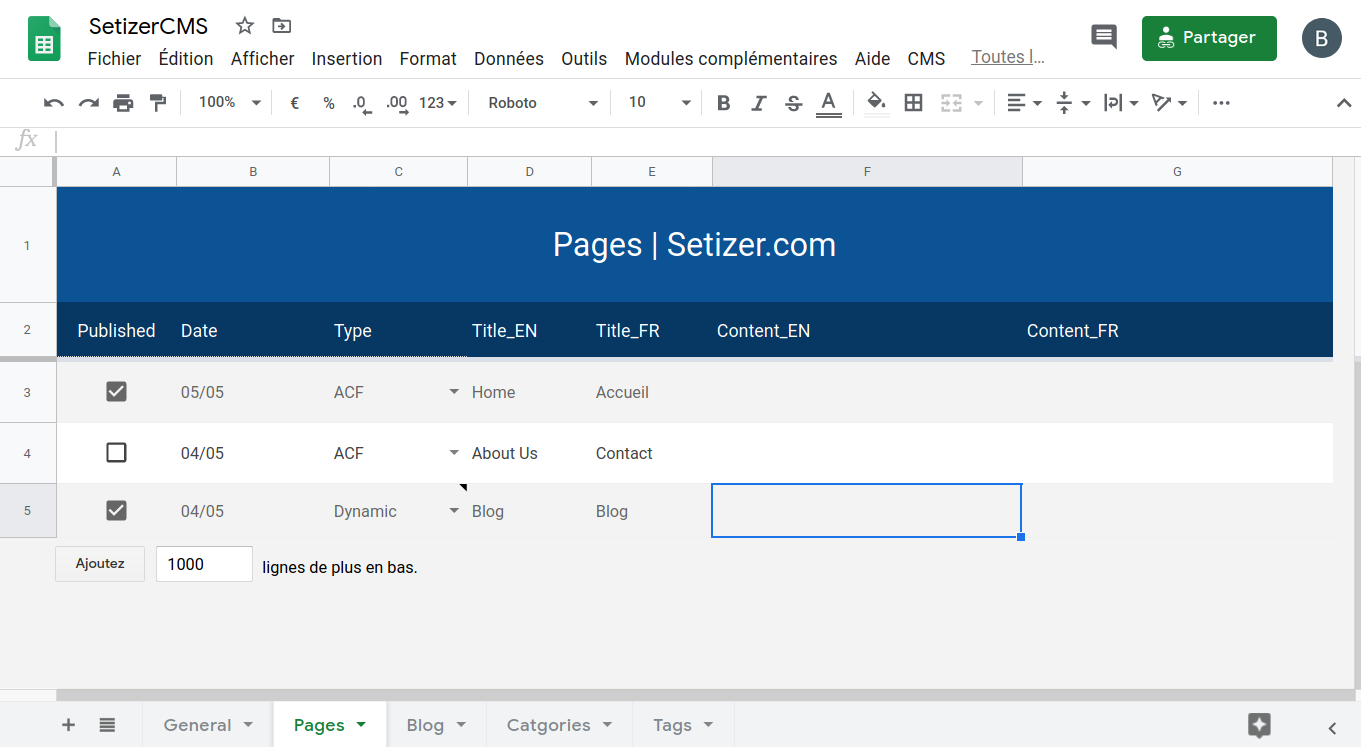 SetizerCMS
Fichier Édition Afficher Insertion Format Données Outils Modules complémentaires Aide CMS Toutes l…
Partager
B
100% € % .0 .00 123 Roboto 10 B I S A
fx
A B C D E F G
1 Pages | Setizer.com
2 Published Date Type Title_EN Title_FR Content_EN Content_FR
3 05/05 ACF Home Accueil
4 04/05 ACF About Us Contact
5 04/05 Dynamic Blog Blog
Ajoutez 1000 lignes de plus en bas.
General Pages Blog Catgories Tags